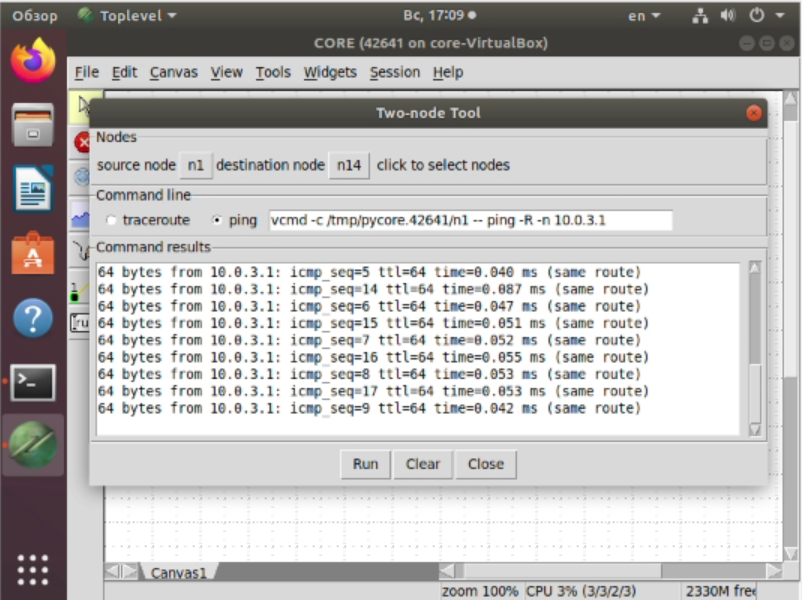 Обзор Toplevel Вс, 17:09 en
CORE (42641 on core-VirtualBox)
File Edit Canvas View Tools Widgets Session Help
Two-node Tool
Nodes
source node n1 destination node n14 click to select nodes
Command line
traceroute ping vcmd -c /tmp/pycore.42641/n1 -- ping -R -n 10.0.3.1
Command results
64 bytes from 10.0.3.1: icmp_seq=5 ttl=64 time=0.040 ms (same route)
64 bytes from 10.0.3.1: icmp_seq=14 ttl=64 time=0.087 ms (same route)
64 bytes from 10.0.3.1: icmp_seq=6 ttl=64 time=0.047 ms (same route)
64 bytes from 10.0.3.1: icmp_seq=15 ttl=64 time=0.051 ms (same route)
64 bytes from 10.0.3.1: icmp_seq=7 ttl=64 time=0.052 ms (same route)
64 bytes from 10.0.3.1: icmp_seq=16 ttl=64 time=0.055 ms (same route)
64 bytes from 10.0.3.1: icmp_seq=8 ttl=64 time=0.053 ms (same route)
64 bytes from 10.0.3.1: icmp_seq=17 ttl=64 time=0.053 ms (same route)
64 bytes from 10.0.3.1: icmp_seq=9 ttl=64 time=0.042 ms (same route)
Run Clear Close
Canvas1
zoom 100% CPU 3% (3/3/2/3) 2330M free